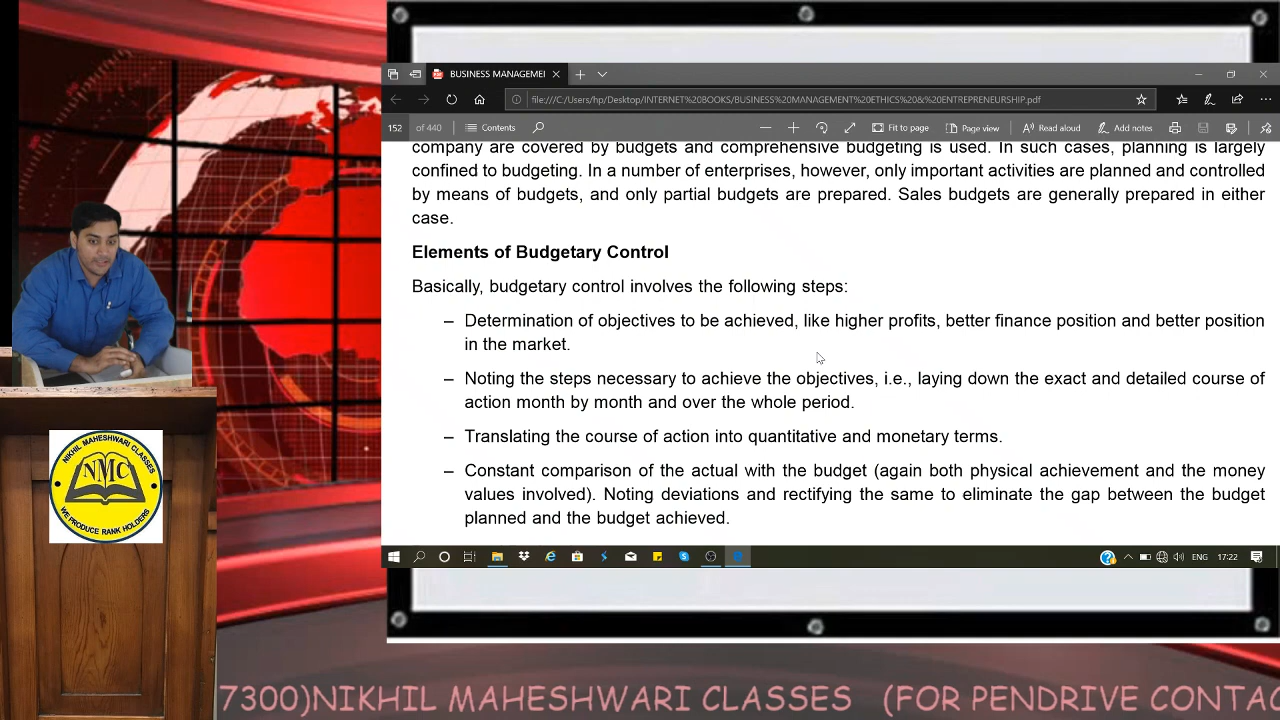 BUSINESS MANAGEMEI
file:///C:/Users/hp/Desktop/INTERNET%20BOOKS/BUSINESS%20MANAGEMENT%20ETHICS%20&%20ENTREPRENEURSHIP.pdf
152 of 440 Contents Fit to page Page view Read aloud Add notes
company are covered by budgets and comprehensive budgeting is used. In such cases, planning is largely
confined to budgeting. In a number of enterprises, however, only important activities are planned and controlled
by means of budgets, and only partial budgets are prepared. Sales budgets are generally prepared in either
case.
Elements of Budgetary Control
Basically, budgetary control involves the following steps:
– Determination of objectives to be achieved, like higher profits, better finance position and better position
in the market.
– Noting the steps necessary to achieve the objectives, i.e., laying down the exact and detailed course of
action month by month and over the whole period.
– Translating the course of action into quantitative and monetary terms.
– Constant comparison of the actual with the budget (again both physical achievement and the money
values involved). Noting deviations and rectifying the same to eliminate the gap between the budget
planned and the budget achieved.
ENG 17:22
NIKHIL MAHESHWARI CLASSES
NMC
WE PRODUCE RANK HOLDERS
7300)NIKHIL MAHESHWARI CLASSES (FOR PENDRIVE CONTAC